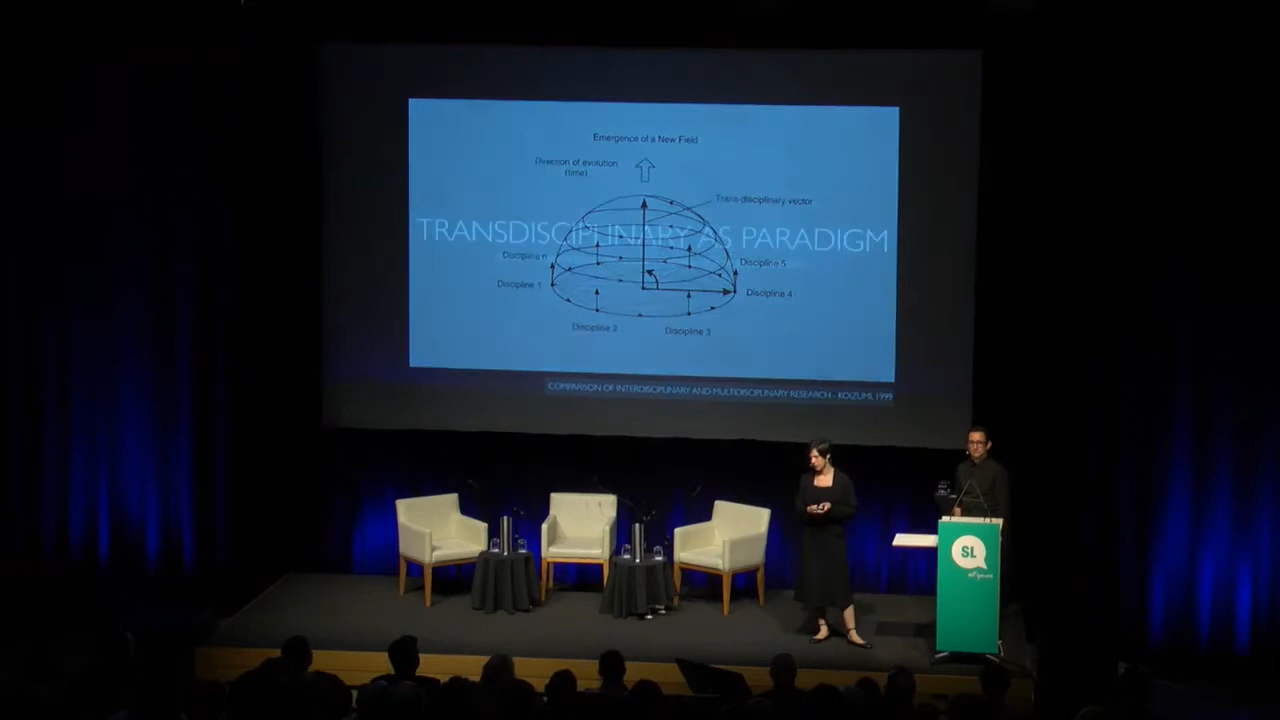 Emergence of a New Field
Direction of evolution
(time)
Trans-disciplinary vector
TRANSDISCIPLINARY AS PARADIGM
Discipline n
Discipline 5
Discipline 1
Discipline 4
Discipline 2
Discipline 3
COMPARISON OF INTERDISCIPLINARY AND MULTIDISCIPLINARY RESEARCH - KOIZUMI, 1999
SL